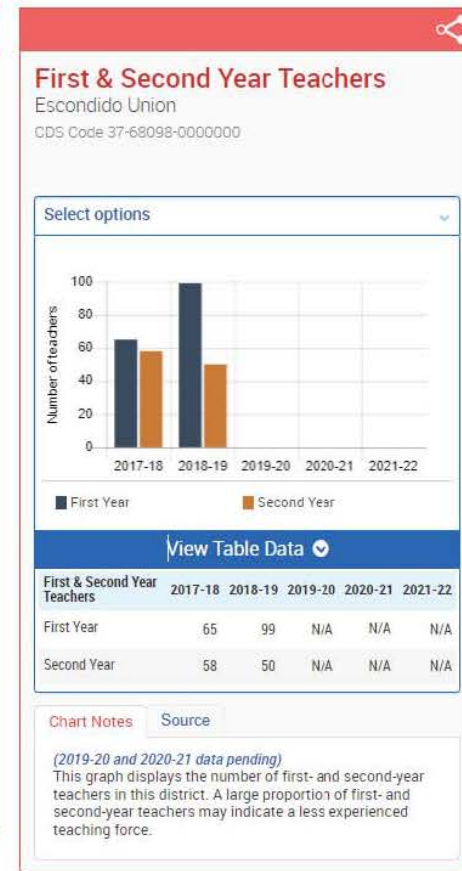 First & Second Year Teachers
Escondido Union
CDS Code 37-68098-0000000
Select options
Number of teachers
100
80
60
40
20
0
2017-18 2018-19 2019-20 2020-21 2021-22
First Year Second Year
View Table Data
First & Second Year Teachers 2017-18 2018-19 2019-20 2020-21 2021-22
First Year 65 99 N/A N/A N/A
Second Year 58 50 N/A N/A N/A
Chart Notes Source
(2019-20 and 2020-21 data pending)
This graph displays the number of first- and second-year
teachers in this district. A large proportion of first- and
second-year teachers may indicate a less experienced
teaching force.